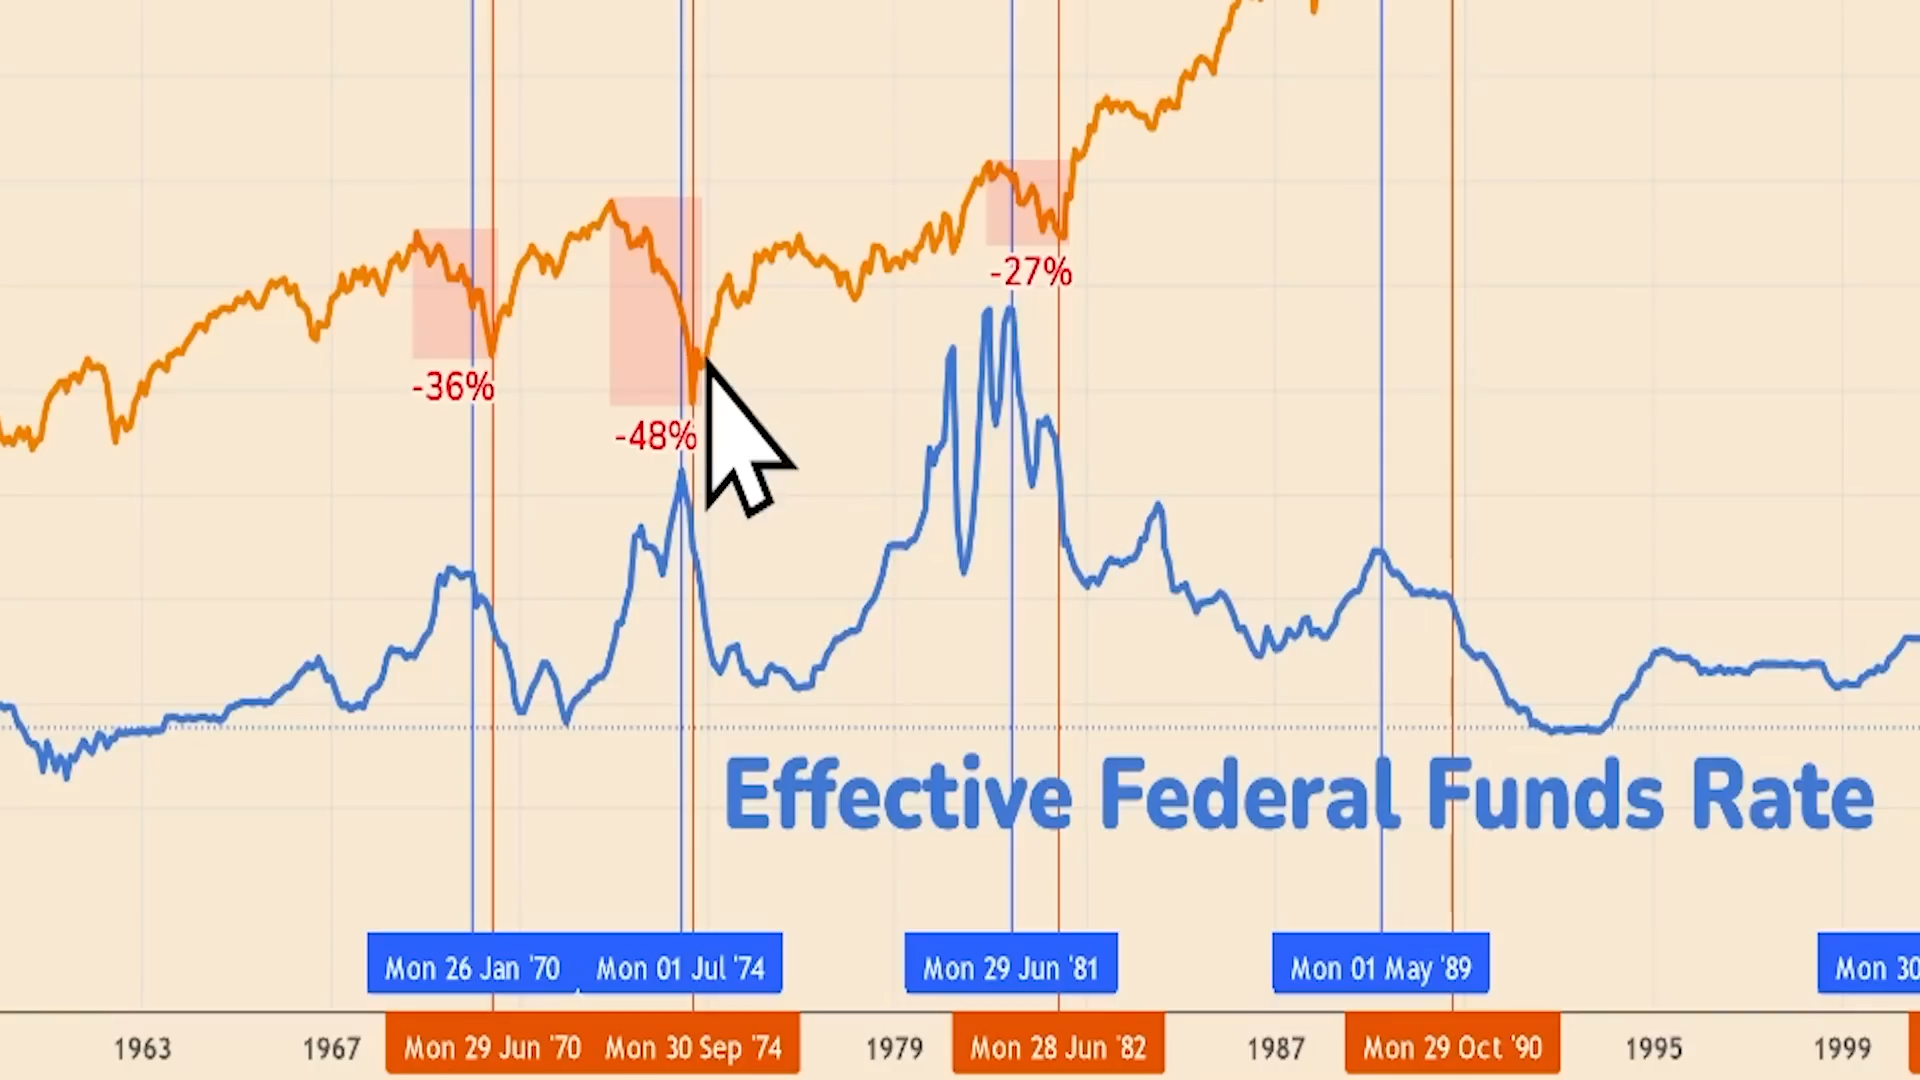 -27%
-36%
-48%
Effective Federal Funds Rate
Mon 26 Jan '70 Mon 01 Jul '74 Mon 29 Jun '81 Mon 01 May '89 Mon 30
1963 1967 Mon 29 Jun '70 Mon 30 Sep '74 1979 Mon 28 Jun '82 1987 Mon 29 Oct '90 1995 1999